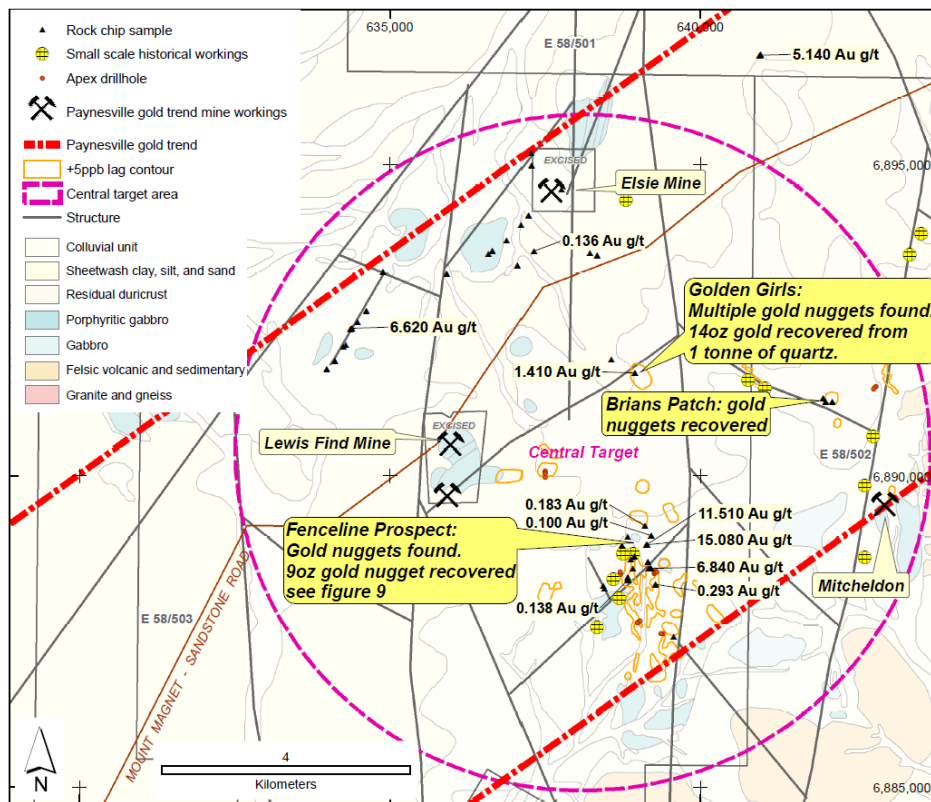 Rock chip sample
Small scale historical workings
Apex drillhole
Paynesville gold trend mine workings
Paynesville gold trend
+5ppb lag contour
Central target area
Structure
Colluvial unit
Sheetwash clay, silt, and sand
Residual duricrust
Porphyritic gabbro
Gabbro
Felsic volcanic and sedimentary
Granite and gneiss
635,000
640,000
E 58/501
5.140 Au g/t
6,895,000
EXCISED
Elsie Mine
0.136 Au g/t
Golden Girls:
Multiple gold nuggets found.
14oz gold recovered from
1 tonne of quartz.
6.620 Au g/t
1.410 Au g/t
Brians Patch: gold
nuggets recovered
EXCISED
Lewis Find Mine
Central Target
E 58/502
6,890,000
0.183 Au g/t
0.100 Au g/t
11.510 Au g/t
15.080 Au g/t
Fenceline Prospect:
Gold nuggets found.
9oz gold nugget recovered
see figure 9
6.840 Au g/t
0.293 Au g/t
Mitcheldon
0.138 Au g/t
E 58/503
MOUNT MAGNET - SANDSTONE ROAD
N
4
Kilometers
6,885,000